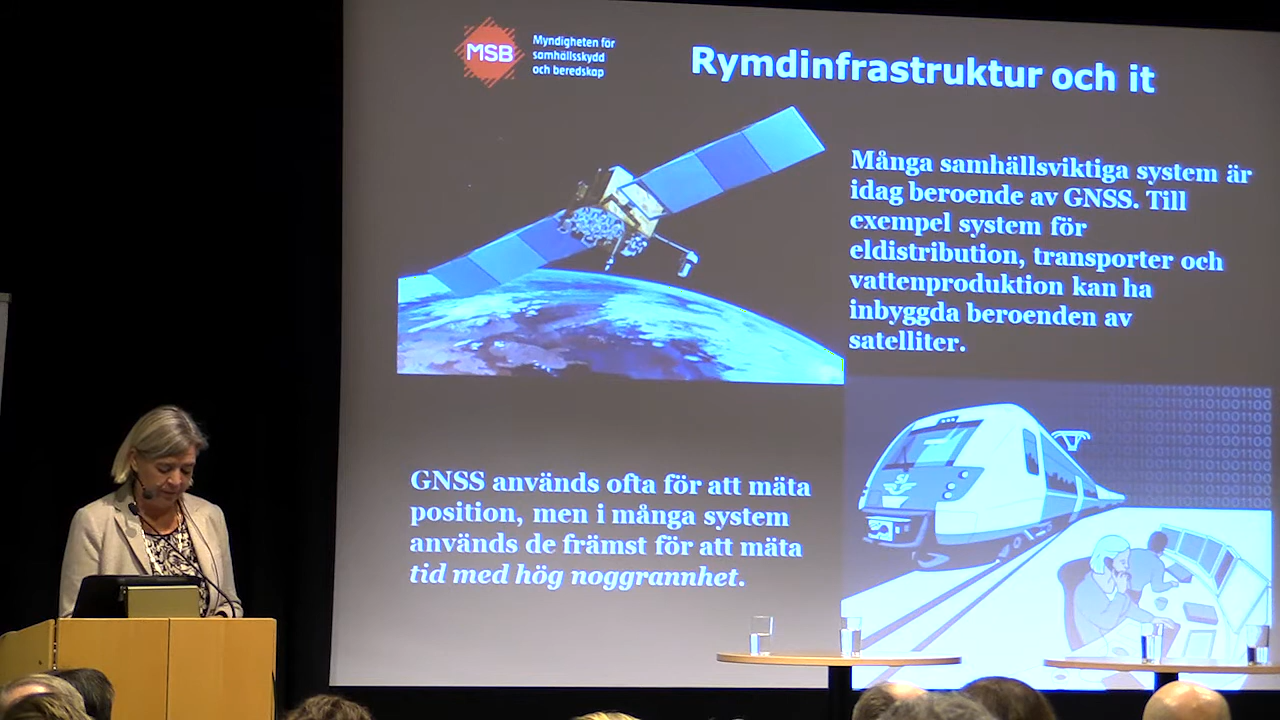 MSB
Myndigheten för
samhällsskydd
och beredskap
Rymdinfrastruktur och it
Många samhällsviktiga system är
idag beroende av GNSS. Till
exempel system för
eldistribution, transporter och
vattenproduktion kan ha
inbyggda beroenden av
satelliter.
GNSS används ofta för att mäta
position, men i många system
används de främst för att mäta
tid med hög noggrannhet.
SJ